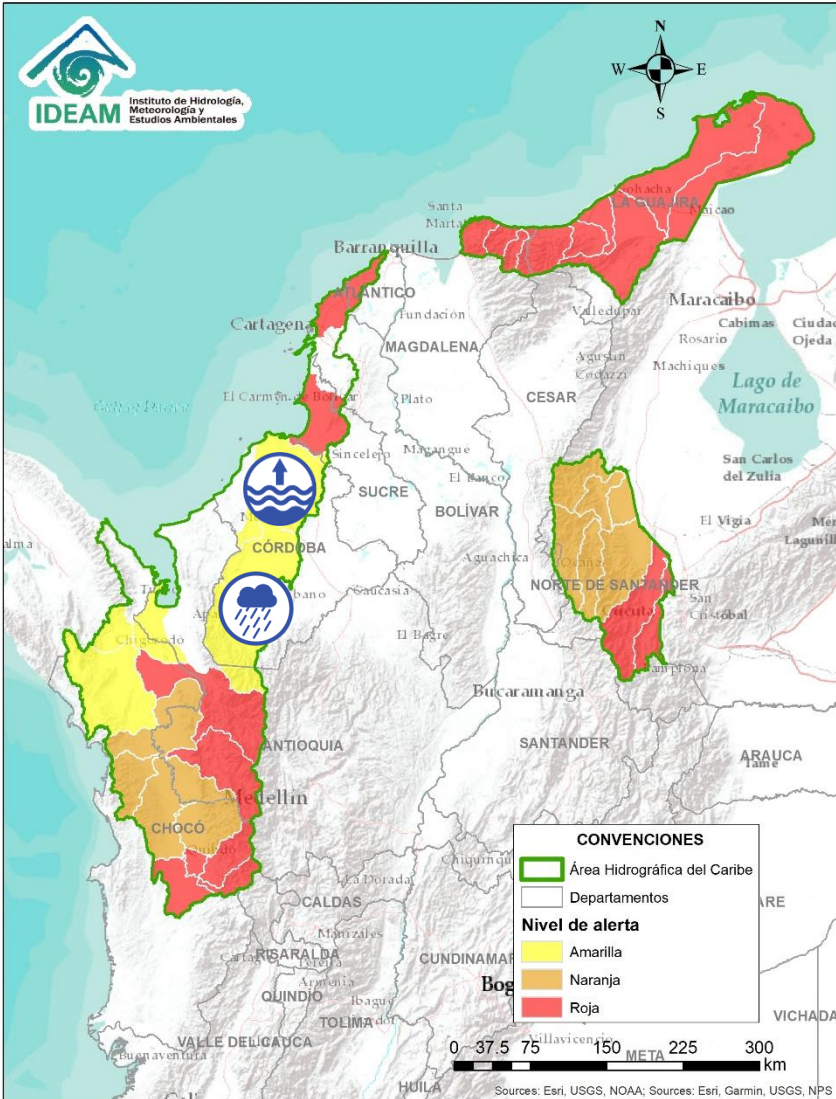 IDEAM
Instituto de Hidrología,
Meteorología y
Estudios Ambientales
N
W
E
S
Santa
Marta
Riohacha
LA GUAJIRA
Maicao
Barranquilla
ATLÁNTICO
Cartagena
Fundación
Valledupar
Maracaibo
Cabimas
Ciudad
Ojeda
Rosario
MAGDALENA
Agustín
Codazzi
Machiques
El Carmen de Bolívar
Plato
CESAR
Lago de
Maracaibo
Sincelejo
Magangue
San Carlos
del Zulia
SUCRE
El Banco
BOLÍVAR
El Vigía
CÓRDOBA
Aguachica
Ocaña
NORTE DE SANTANDER
Caucasia
Cúcuta
San
Cristóbal
Chigorodó
El Bagre
Pamplona
Bucaramanga
ANTIOQUIA
SANTANDER
ARAUCA
Tame
Medellín
CHOCÓ
Quibdó
La Dorada
CALDAS
Manizales
RISARALDA
Pereira
Armenia
QUINDÍO
Ibagué
TOLIMA
VALLE DEL CAUCA
Buenaventura
HUILA
Villavicencio
META
VICHADA
CONVENCIONES
Área Hidrográfica del Caribe
Departamentos
Nivel de alerta
Amarilla
Naranja
Roja
0 37.5 75 150 225 300
km
Sources: Esri, USGS, NOAA; Sources: Esri, Garmin, USGS, NPS